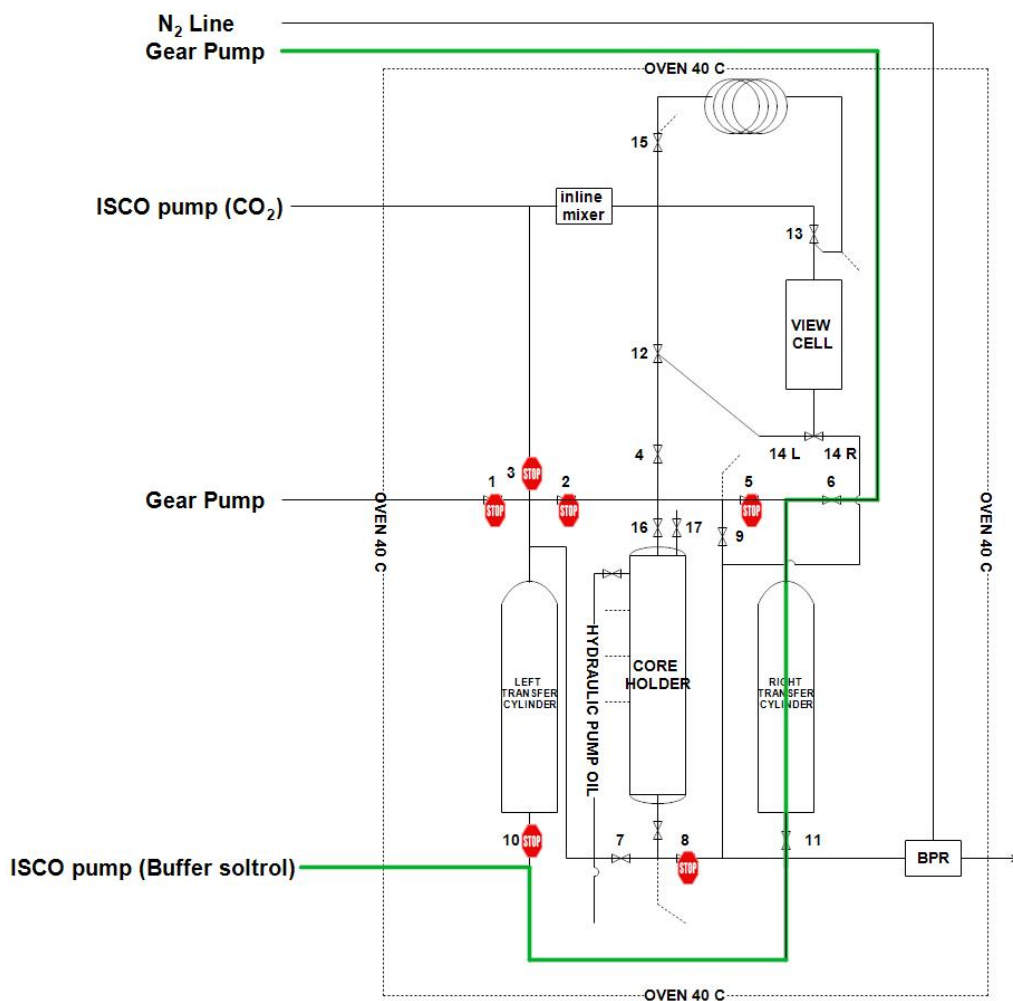 N₂ Line
Gear Pump
OVEN 40 C
15
ISCO pump (CO₂)
inline
mixer
13
VIEW
CELL
12
14 L 14 R
4
3 STOP
1 2 5 6
Gear Pump
STOP STOP STOP
OVEN 40 C
OVEN 40 C
16 17
9
HYDRAULIC PUMP OIL
LEFT
TRANSFER
CYLINDER
CORE
HOLDER
RIGHT
TRANSFER
CYLINDER
10 STOP
7 8 11
STOP
BPR
ISCO pump (Buffer soltrol)
OVEN 40 C